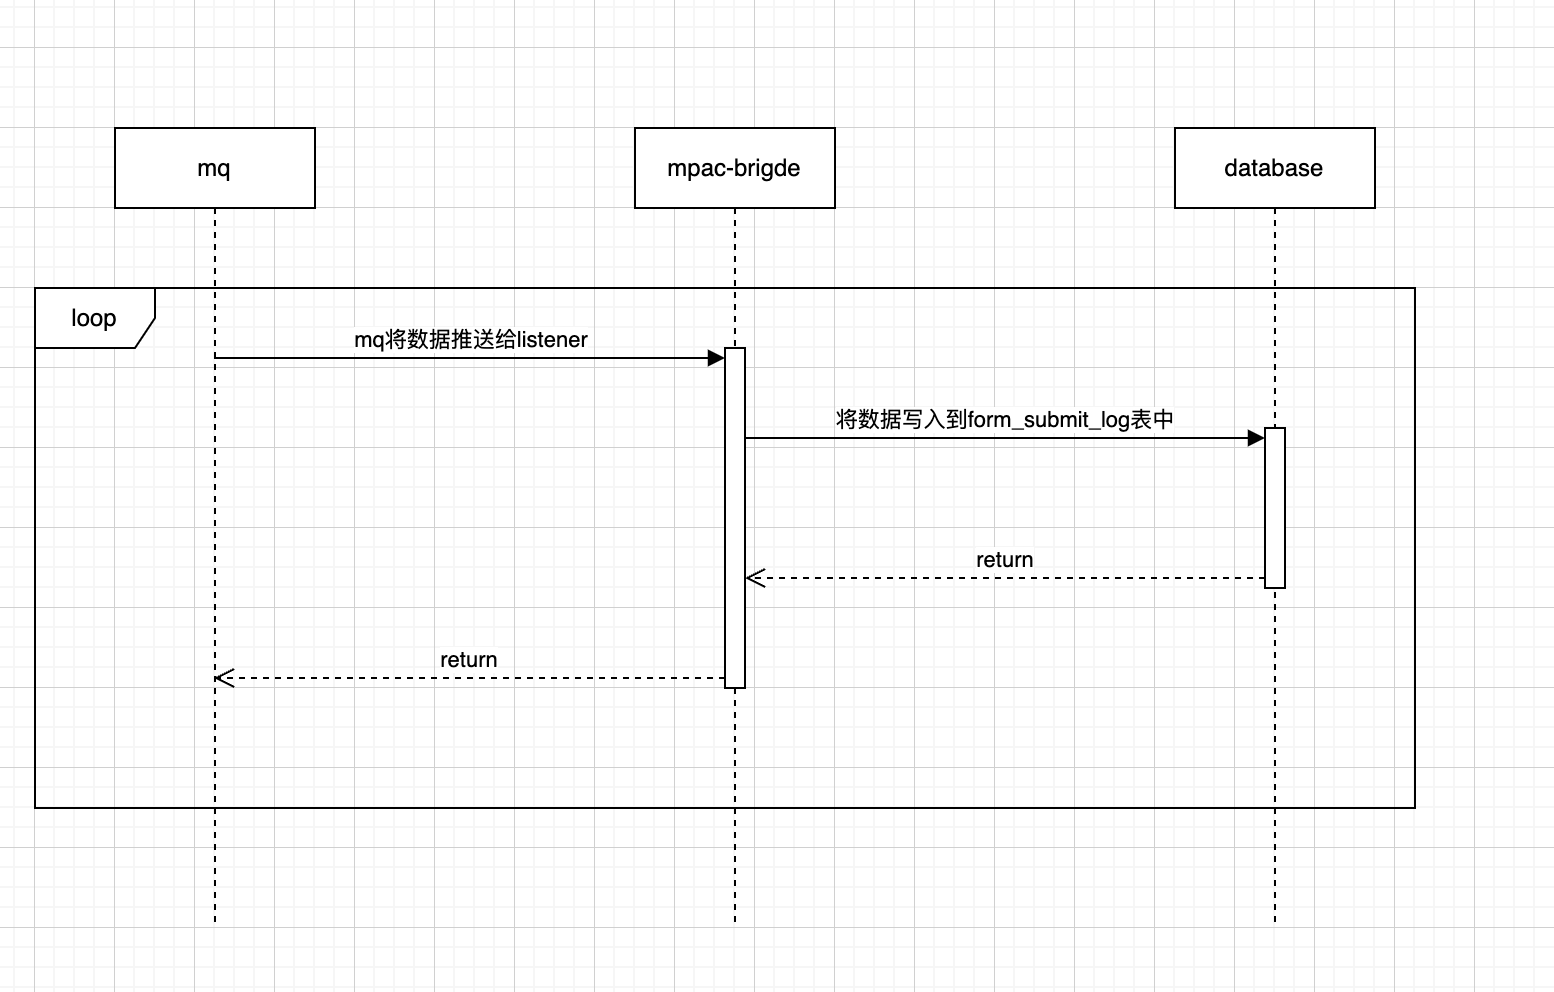 mq
mpac-brigde
database
loop
mq将数据推送给listener
将数据写入到form_submit_log表中
return
return